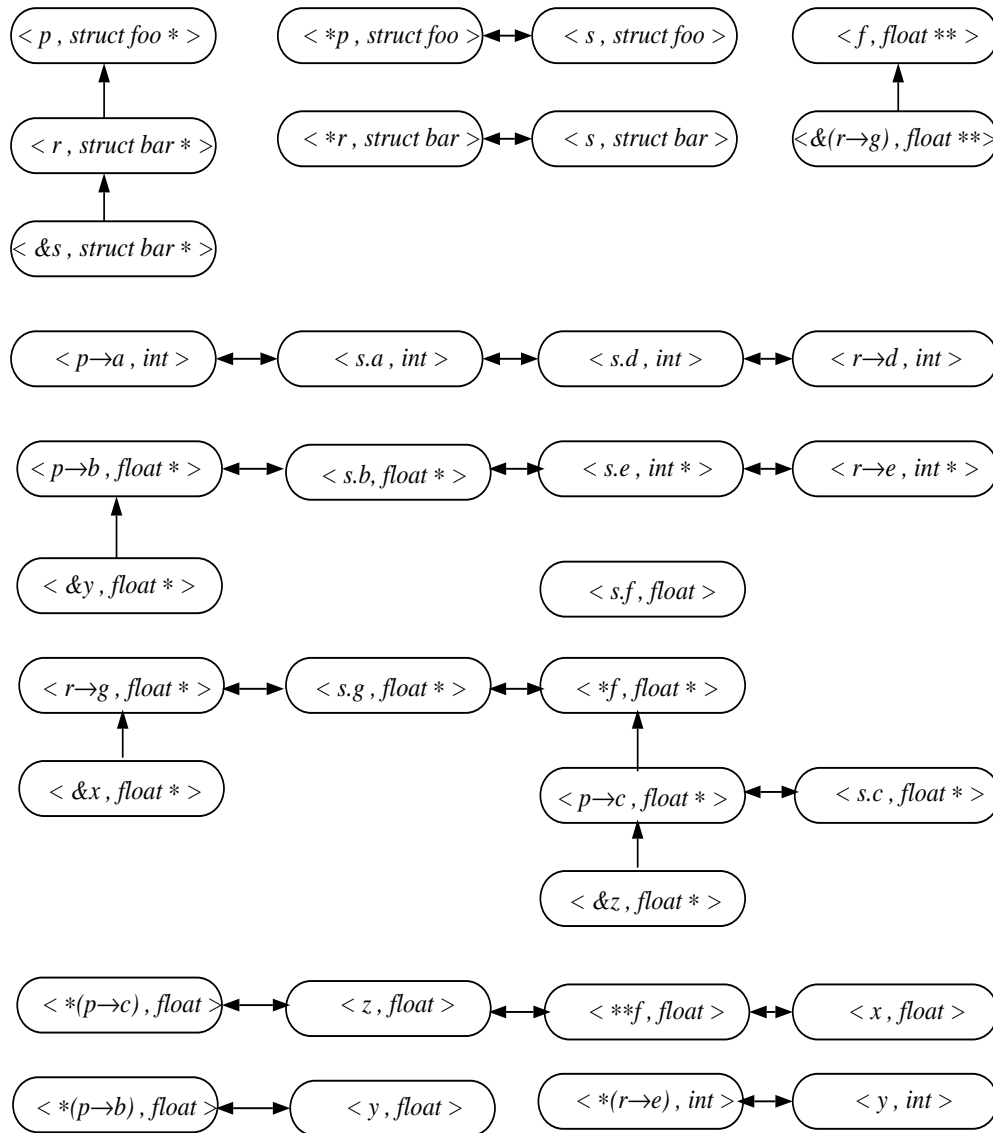 < p , struct foo * >
< *p , struct foo >
< s , struct foo >
< f , float ** >
< r , struct bar * >
< *r , struct bar >
< s , struct bar >
< &(r→g) , float ** >
< &s , struct bar * >
< p→a , int >
< s.a , int >
< s.d , int >
< r→d , int >
< p→b , float * >
< s.b, float * >
< s.e , int * >
< r→e , int * >
< &y , float * >
< s.f , float >
< r→g , float * >
< s.g , float * >
< *f , float * >
< &x , float * >
< p→c , float * >
< s.c , float * >
< &z , float * >
< *(p→c) , float >
< z , float >
< **f , float >
< x , float >
< *(p→b) , float >
< y , float >
< *(r→e) , int >
< y , int >